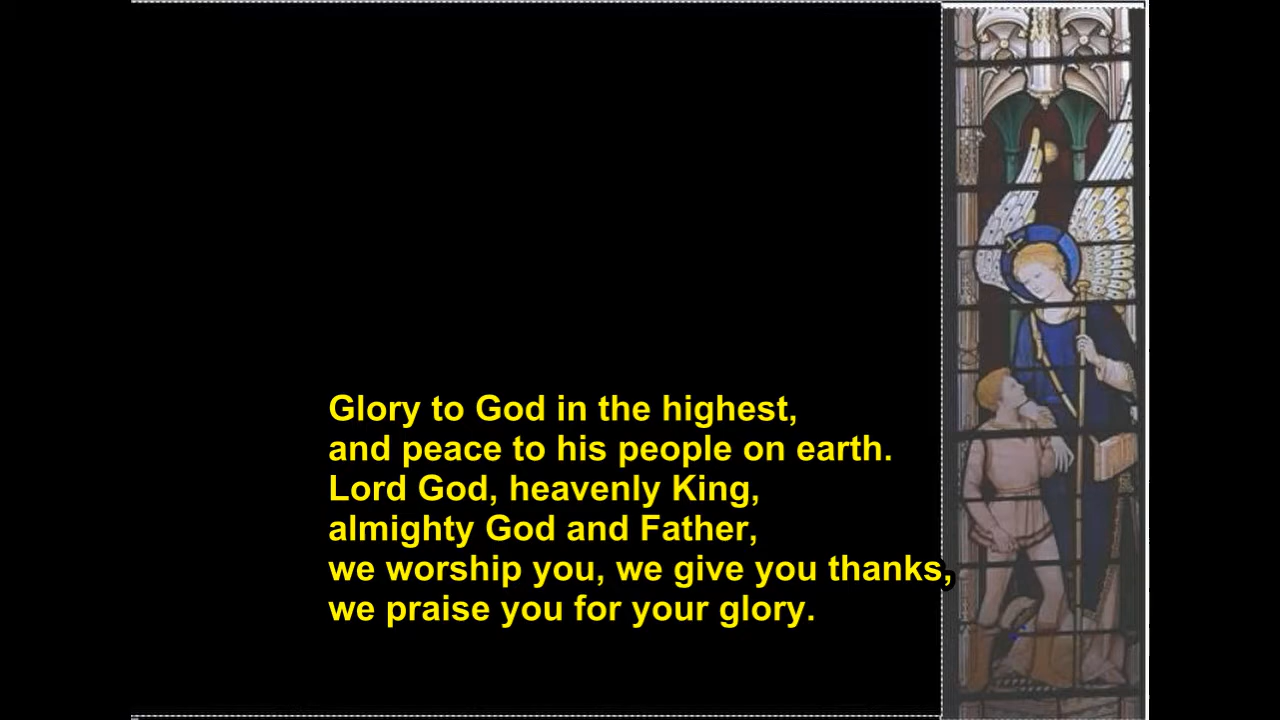 Glory to God in the highest,
and peace to his people on earth.
Lord God, heavenly King,
almighty God and Father,
we worship you, we give you thanks,
we praise you for your glory.